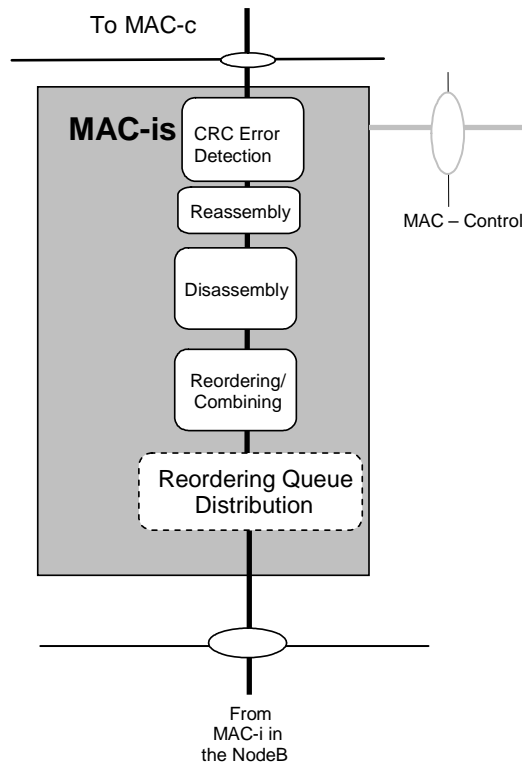 To MAC-c
MAC-is
CRC Error
Detection
Reassembly
MAC – Control
Disassembly
Reordering/
Combining
Reordering Queue
Distribution
From
MAC-i in
the NodeB